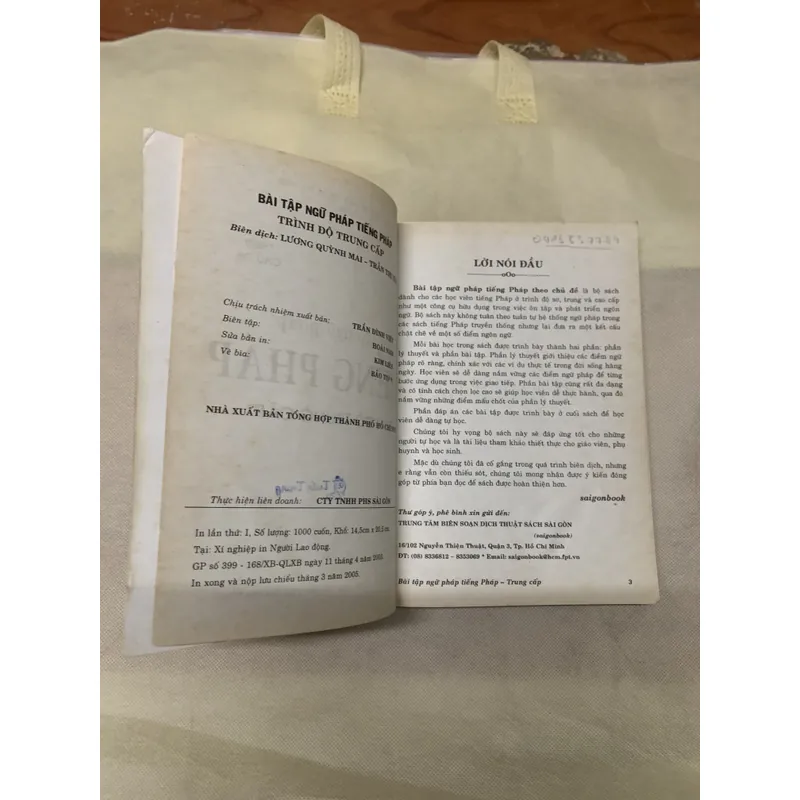 BÀI TẬP NGỮ PHÁP TIẾNG PHÁP
TRÌNH ĐỘ TRUNG CẤP
Biên dịch: LƯƠNG QUỲNH MAI - TRẦN
Chịu trách nhiệm xuất bản:
TRẦN ĐÌNH VIỆT
Biên tập:
HOÀI
Sửa bản in:
KIM LIÊN
Vẽ bìa:
BẢO
NHÀ XUẤT BẢN TỔNG HỢP THÀNH PHỐ HỒ CHÍ
Thực hiện liên doanh: CTY TNHH PHS SÀI GÒN
In lần thứ: 1, Số lượng: 1000 cuốn, Khổ: 14,5cm x
Tại: Xí nghiệp in Người Lao động.
GP số 399 - 168/XB-QLXB ngày 11 tháng 4 năm
In xong và nộp lưu chiểu tháng 3 năm 2005.
LỜI NÓI ĐẦU
oOo
Bài tập ngữ pháp tiếng Pháp theo chủ đề là bộ sách
dành cho các học viên tiếng Pháp ở trình độ sơ, trung và cao cấp
như một công cụ hữu dụng trong việc ôn tập và phát triển ngôn
ngữ. Bộ sách này không tuân theo tuần tự hệ thống ngữ pháp trong
các sách tiếng Pháp truyền thống nhưng lại đưa ra một kết cấu
chặt chẽ về một số điểm ngôn ngữ.
Mỗi bài học trong sách được trình bày thành hai phần: phần
lý thuyết và phần bài tập. Phần lý thuyết giới thiệu các điểm ngữ
pháp rõ ràng, chính xác với các ví dụ thực tế trong đời sống hàng
ngày. Học viên sẽ dễ dàng nắm vững các điểm ngữ pháp để từng
bước ứng dụng trong việc giao tiếp. Phần bài tập cũng rất đa dạng
và có tính cách chọn lọc cao sẽ giúp học viên dễ thực hành, qua đó
nắm vững những điểm mấu chốt của phần lý thuyết.
Phần đáp án các bài tập được trình bày ở cuối sách để học
viên dễ dàng tự học.
Chúng tôi hy vọng bộ sách này sẽ đáp ứng tốt cho những
người tự học và là tài liệu tham khảo thiết thực cho giáo viên, phụ
huynh và học sinh.
Mặc dù chúng tôi đã cố gắng trong quá trình biên dịch, nhưng
e rằng vẫn còn thiếu sót, chúng tôi mong nhận được ý kiến đóng
góp từ phía bạn đọc để sách được hoàn thiện hơn.
saigonbook
Thư góp ý, phê bình xin gửi đến:
TRUNG TÂM BIÊN SOẠN DỊCH THUẬT SÁCH SÀI GÒN
(saigonbook)
16/102 Nguyễn Thiện Thuật, Quận 3, Tp. Hồ Chí Minh
ĐT: (08) 8336812 - 8353069 * Email: saigonbook@hcm.fpt.vn
Bài tập ngữ pháp tiếng Pháp – Trung cấp 3